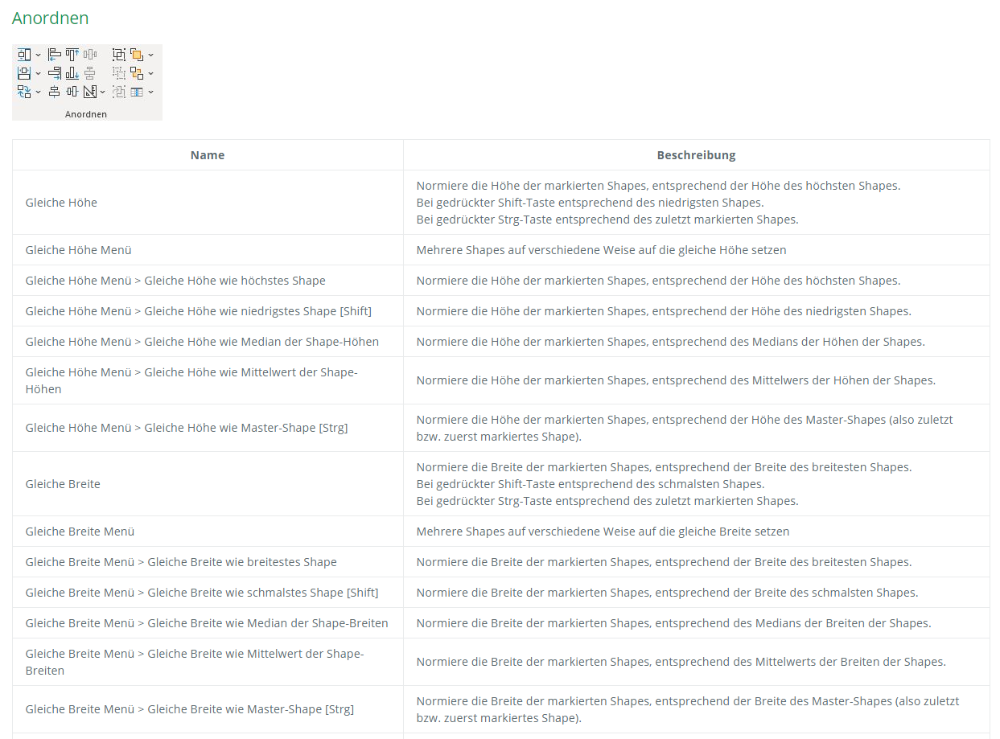 Anordnen
Anordnen
Name
Beschreibung
Gleiche Höhe
Normiere die Höhe der markierten Shapes, entsprechend der Höhe des höchsten Shapes.
Bei gedrückter Shift-Taste entsprechend des niedrigsten Shapes.
Bei gedrückter Strg-Taste entsprechend des zuletzt markierten Shapes.
Gleiche Höhe Menü
Mehrere Shapes auf verschiedene Weise auf die gleiche Höhe setzen
Gleiche Höhe Menü > Gleiche Höhe wie höchstes Shape
Normiere die Höhe der markierten Shapes, entsprechend der Höhe des höchsten Shapes.
Gleiche Höhe Menü > Gleiche Höhe wie niedrigstes Shape [Shift]
Normiere die Höhe der markierten Shapes, entsprechend der Höhe des niedrigsten Shapes.
Gleiche Höhe Menü > Gleiche Höhe wie Median der Shape-Höhen
Normiere die Höhe der markierten Shapes, entsprechend des Medians der Höhen der Shapes.
Gleiche Höhe Menü > Gleiche Höhe wie Mittelwert der Shape-
Höhen
Normiere die Höhe der markierten Shapes, entsprechend des Mittelwers der Höhen der Shapes.
Gleiche Höhe Menü > Gleiche Höhe wie Master-Shape [Strg]
Normiere die Höhe der markierten Shapes, entsprechend der Höhe des Master-Shapes (also zuletzt
bzw. zuerst markiertes Shape).
Gleiche Breite
Normiere die Breite der markierten Shapes, entsprechend der Breite des breitesten Shapes.
Bei gedrückter Shift-Taste entsprechend des schmalsten Shapes.
Bei gedrückter Strg-Taste entsprechend des zuletzt markierten Shapes.
Gleiche Breite Menü
Mehrere Shapes auf verschiedene Weise auf die gleiche Breite setzen
Gleiche Breite Menü > Gleiche Breite wie breitestes Shape
Normiere die Breite der markierten Shapes, entsprechend der Breite des breitesten Shapes.
Gleiche Breite Menü > Gleiche Breite wie schmalstes Shape [Shift]
Normiere die Breite der markierten Shapes, entsprechend der Breite des schmalsten Shapes.
Gleiche Breite Menü > Gleiche Breite wie Median der Shape-Breiten
Normiere die Breite der markierten Shapes, entsprechend des Medians der Breiten der Shapes.
Gleiche Breite Menü > Gleiche Breite wie Mittelwert der Shape-
Breiten
Normiere die Breite der markierten Shapes, entsprechend des Mittelwerts der Breiten der Shapes.
Gleiche Breite Menü > Gleiche Breite wie Master-Shape [Strg]
Normiere die Breite der markierten Shapes, entsprechend der Breite des Master-Shapes (also zuletzt
bzw. zuerst markiertes Shape).